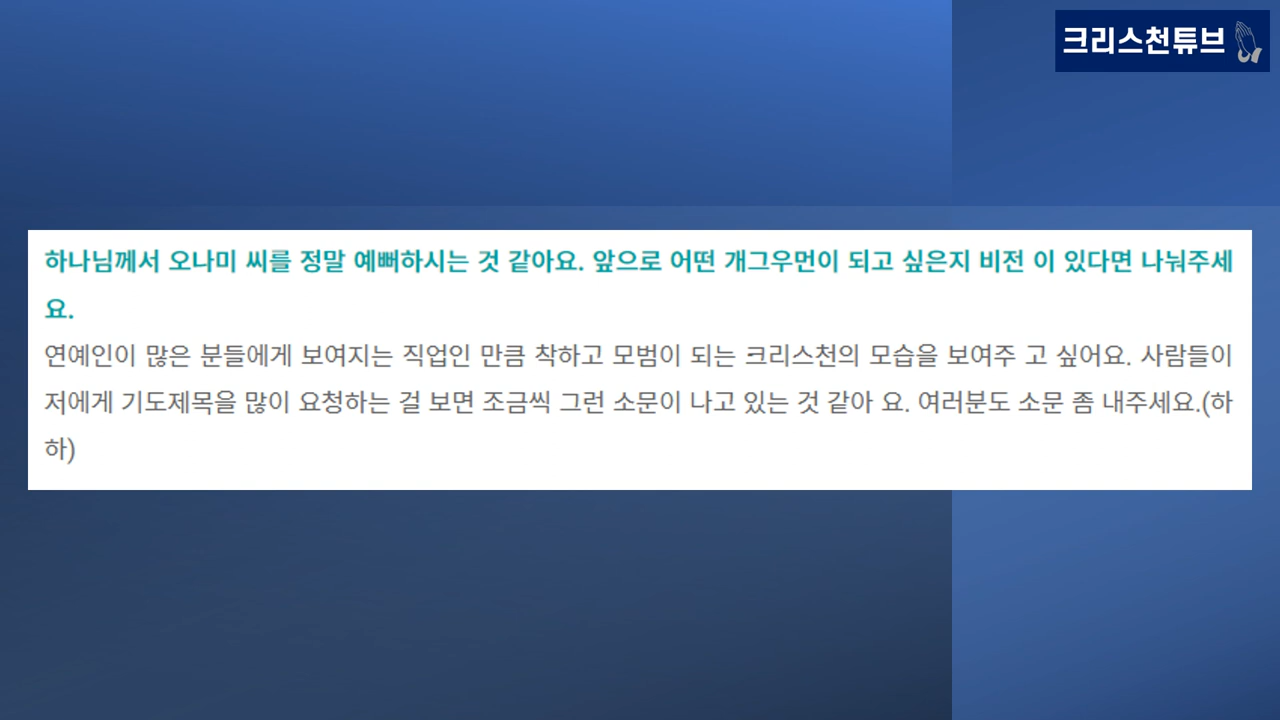 크리스천튜브
하나님께서 오나미 씨를 정말 예뻐하시는 것 같아요. 앞으로 어떤 개그우먼이 되고 싶은지 비전 이 있다면 나눠주세
요.
연예인이 많은 분들에게 보여지는 직업인 만큼 착하고 모범이 되는 크리스천의 모습을 보여주 고 싶어요. 사람들이
저에게 기도제목을 많이 요청하는 걸 보면 조금씩 그런 소문이 나고 있는 것 같아 요. 여러분도 소문 좀 내주세요.(하
하)